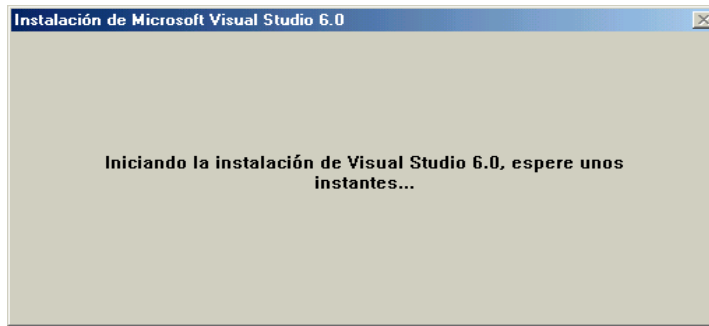 Instalación de Microsoft Visual Studio 6.0
Iniciando la instalación de Visual Studio 6.0, espere unos
instantes...